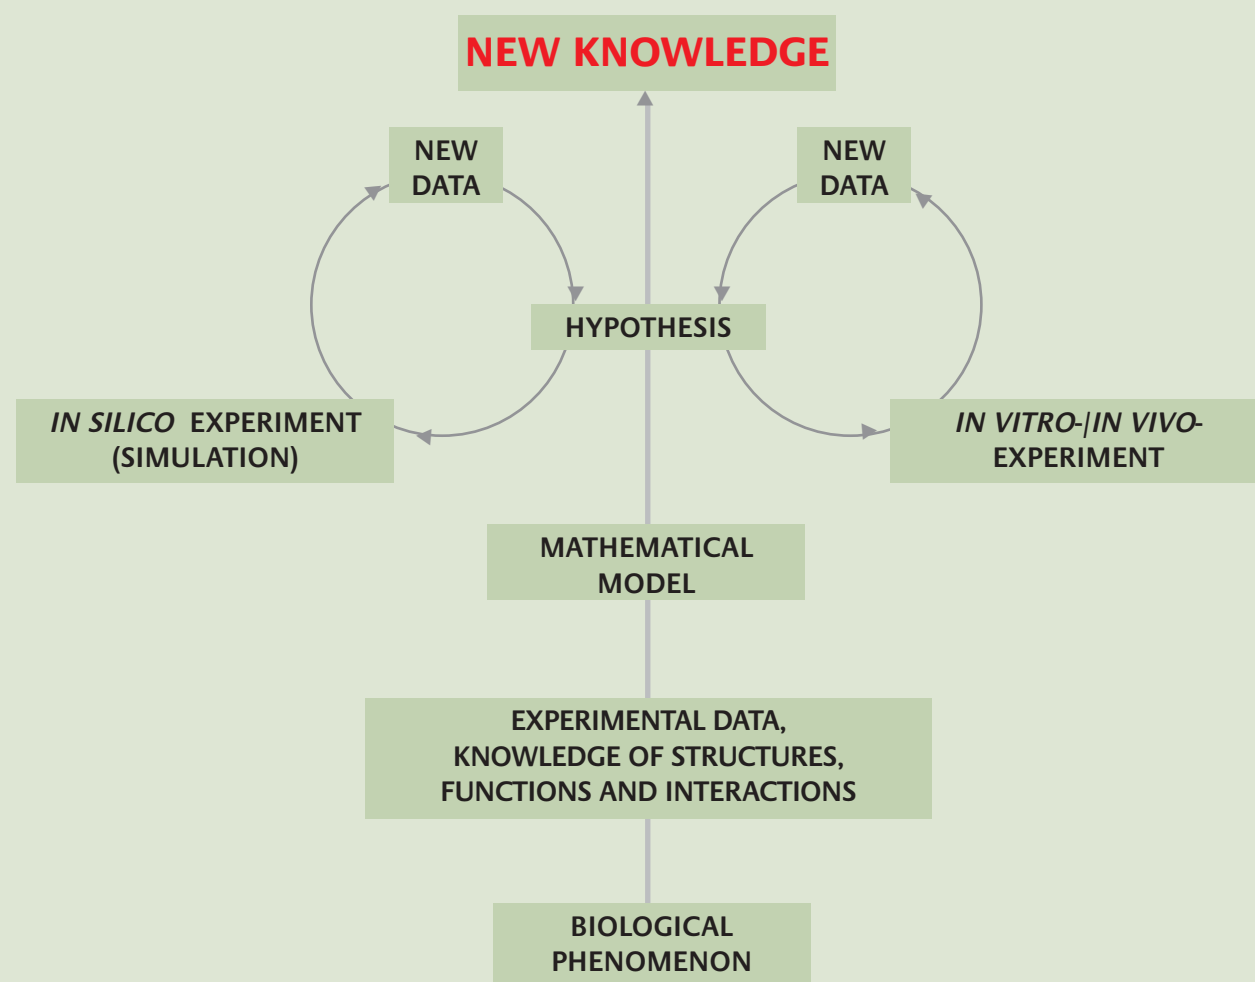 NEW KNOWLEDGE
NEW
DATA
NEW
DATA
HYPOTHESIS
IN SILICO EXPERIMENT
(SIMULATION)
IN VITRO-/IN VIVO-
EXPERIMENT
MATHEMATICAL
MODEL
EXPERIMENTAL DATA,
KNOWLEDGE OF STRUCTURES,
FUNCTIONS AND INTERACTIONS
BIOLOGICAL
PHENOMENON